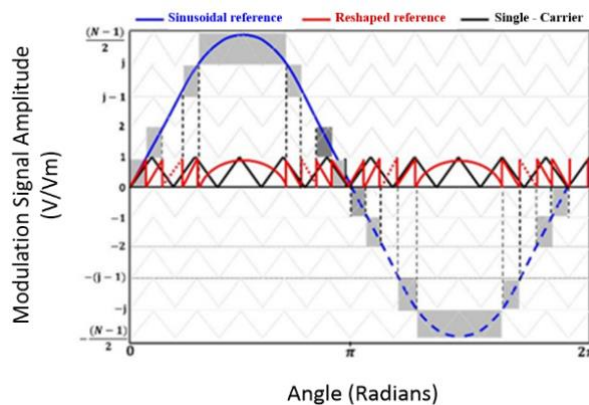 Sinusoidal reference Reshaped reference Single - Carrier
(N-1)
2
j
j-1
2
1
0
-1
-2
-(j-1)
-j
-(N-1)
2
0 π 2π
Modulation Signal Amplitude
(V/Vm)
Angle (Radians)